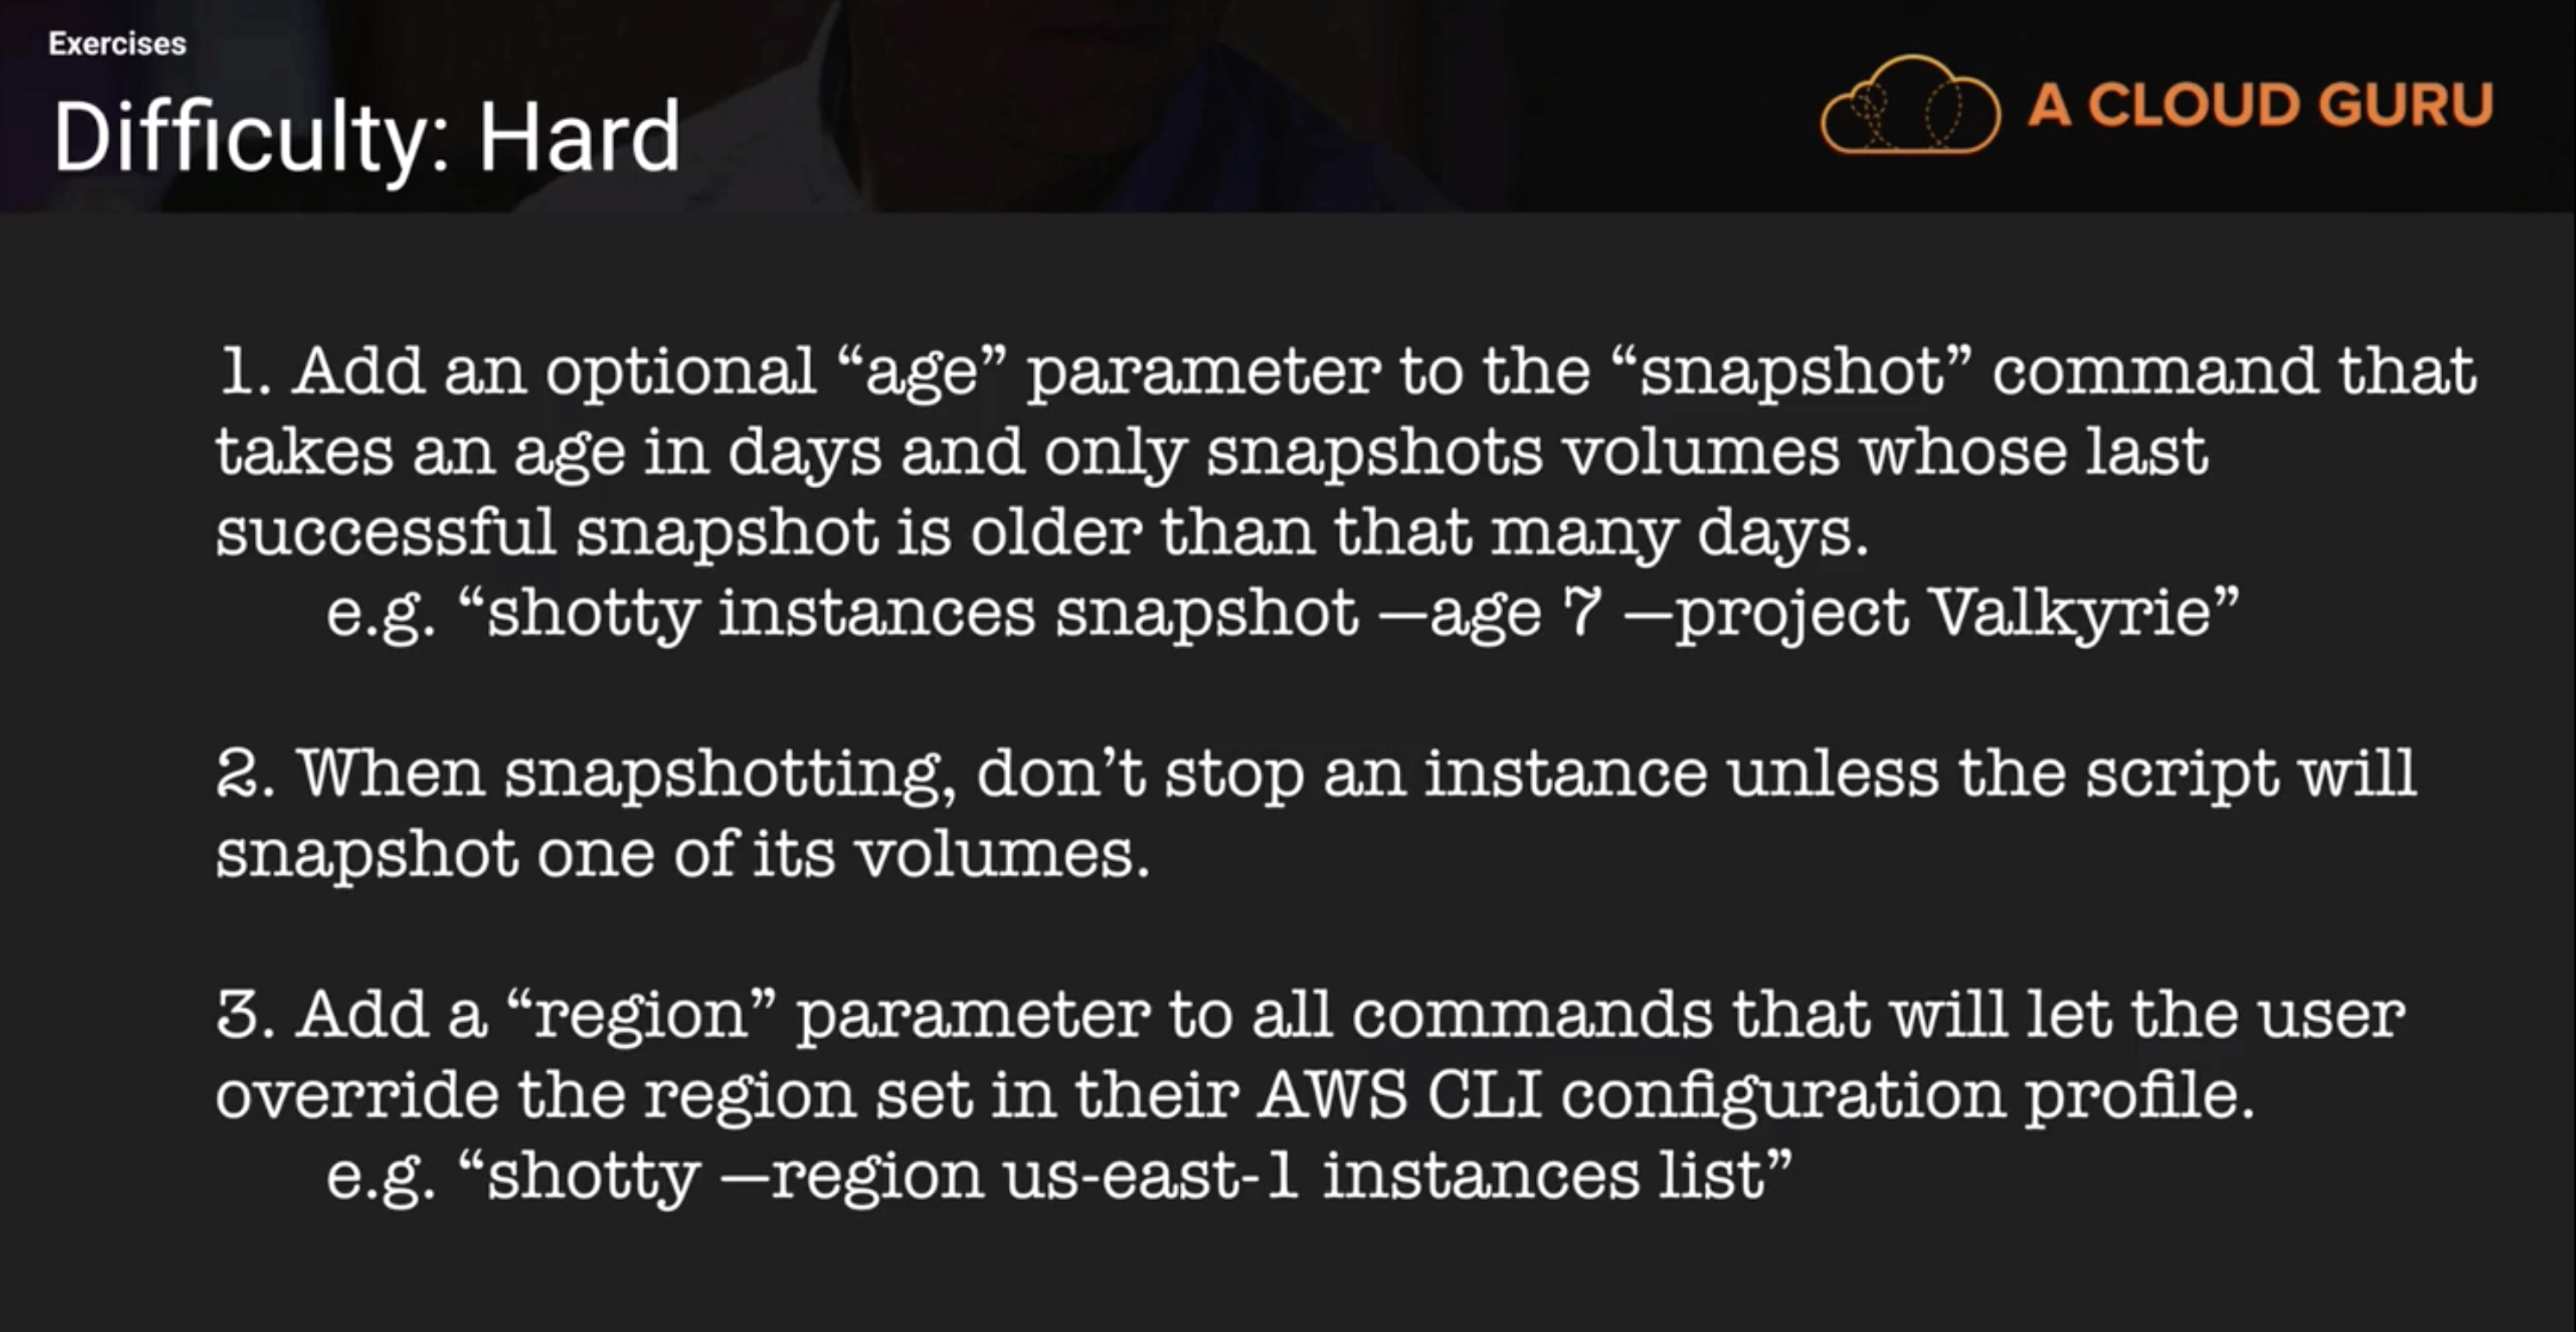 Exercises
Difficulty: Hard
A CLOUD GURU
1. Add an optional “age” parameter to the “snapshot” command that
takes an age in days and only snapshots volumes whose last
successful snapshot is older than that many days.
e.g. “shotty instances snapshot —age 7 —project Valkyrie”
2. When snapshotting, don’t stop an instance unless the script will
snapshot one of its volumes.
3. Add a “region” parameter to all commands that will let the user
override the region set in their AWS CLI configuration profile.
e.g. “shotty —region us-east-1 instances list”